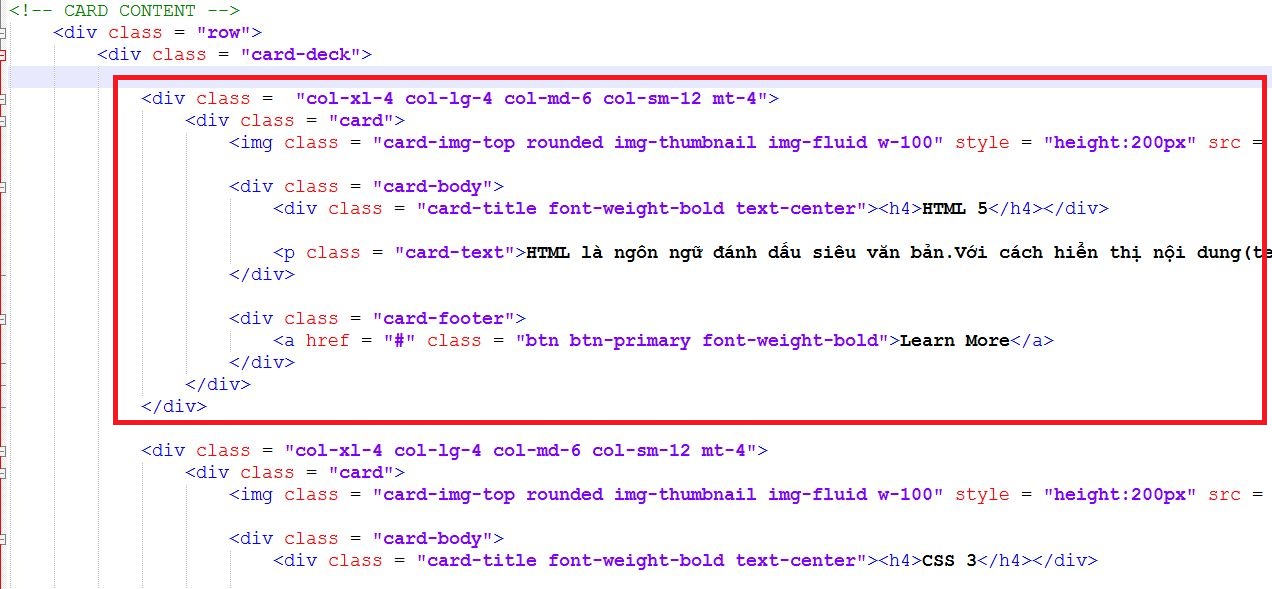 <!-- CARD CONTENT -->
<div class = "row">
<div class = "card-deck">
<div class =  "col-xl-4 col-lg-4 col-md-6 col-sm-12 mt-4">
<div class = "card">
<img class = "card-img-top rounded img-thumbnail img-fluid w-100" style = "height:200px" src =
<div class = "card-body">
<div class = "card-title font-weight-bold text-center"><h4>HTML 5</h4></div>
<p class = "card-text">HTML là ngôn ngữ đánh dấu siêu văn bản.Với cách hiển thị nội dung(te
</div>
<div class = "card-footer">
<a href = "#" class = "btn btn-primary font-weight-bold">Learn More</a>
</div>
</div>
</div>
<div class = "col-xl-4 col-lg-4 col-md-6 col-sm-12 mt-4">
<div class = "card">
<img class = "card-img-top rounded img-thumbnail img-fluid w-100" style = "height:200px" src =
<div class = "card-body">
<div class = "card-title font-weight-bold text-center"><h4>CSS 3</h4></div>